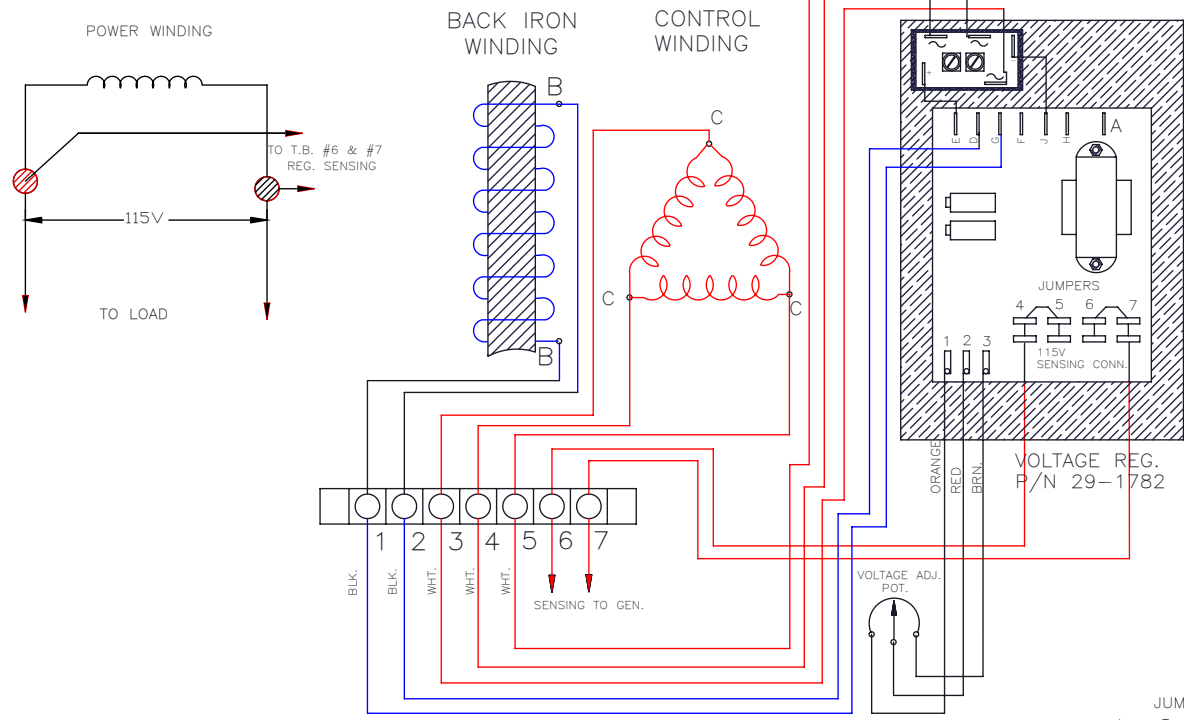 POWER WINDING
TO T.B. #6 & #7
REG. SENSING
115V
TO LOAD
BACK IRON
WINDING
B
B
CONTROL
WINDING
C
C
C
+
E
D
G
F
J
H
A
JUMPERS
4 5 6 7
115V
SENSING CONN.
1 2 3
VOLTAGE REG.
P/N 29-1782
ORANGE
RED
BRN.
1 2 3 4 5 6 7
BLK.
BLK.
WHT.
WHT.
WHT.
SENSING TO GEN.
VOLTAGE ADJ.
POT.
JUM